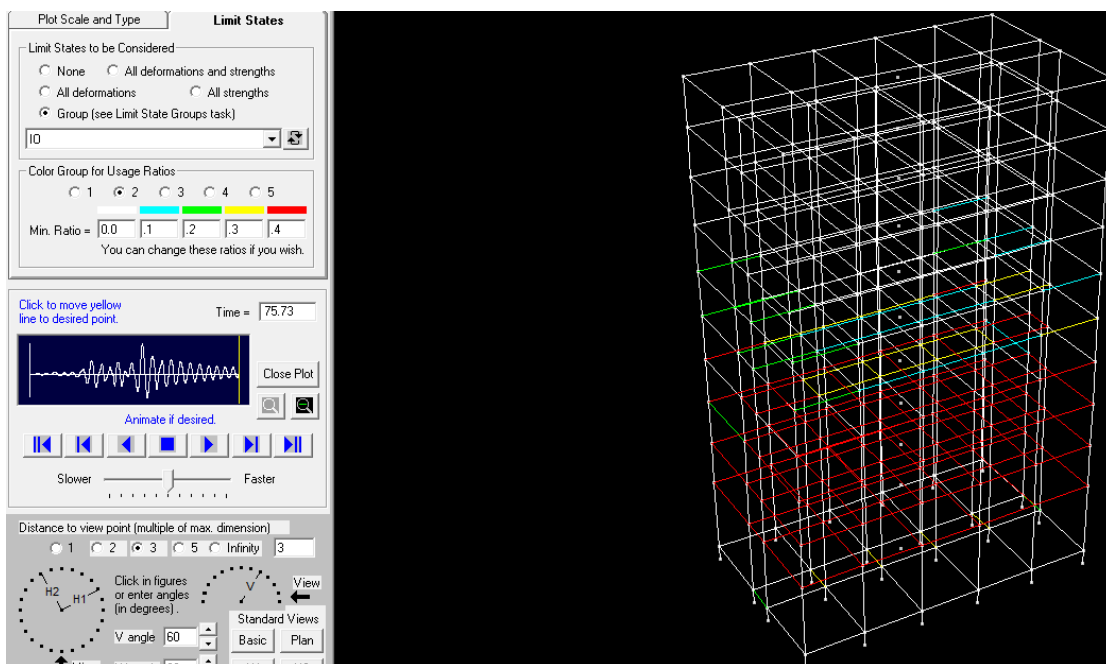 Plot Scale and Type Limit States
Limit States to be Considered
None All deformations and strengths
All deformations All strengths
Group (see Limit State Groups task)
IO
Color Group for Usage Ratios
1 2 3 4 5
Min. Ratio = 0.0 .1 .2 .3 .4
You can change these ratios if you wish.
Click to move yellow
line to desired point.
Time = 75.73
Close Plot
Animate if desired.
Slower Faster
Distance to view point (multiple of max. dimension)
1 2 3 5 Infinity 3
H2 H1
Click in figures
or enter angles
(in degrees) .
V
View
Standard Views
V angle 60
Basic Plan